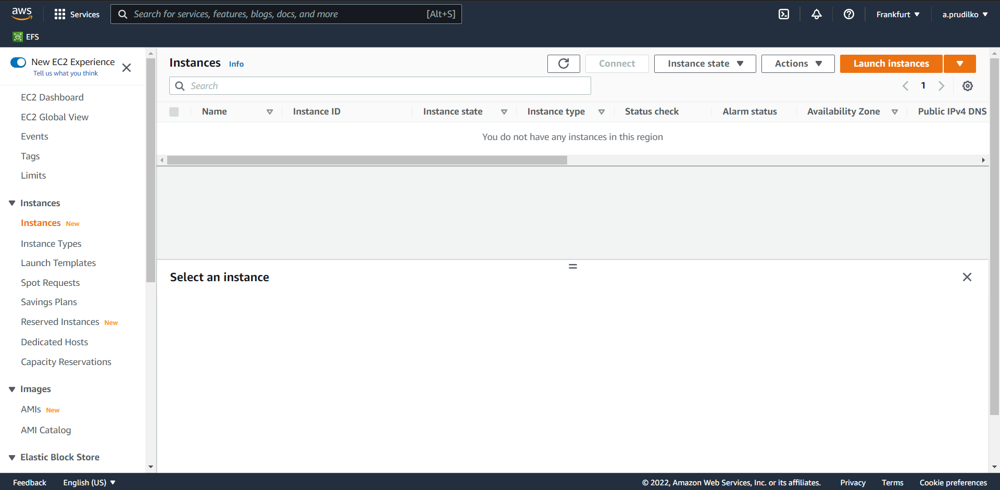 aws
Services
Search for services, features, blogs, docs, and more [Alt+S]
Frankfurt
a.prudilko
EFS
New EC2 Experience
Tell us what you think
EC2 Dashboard
EC2 Global View
Events
Tags
Limits
Instances
Instances New
Instance Types
Launch Templates
Spot Requests
Savings Plans
Reserved Instances New
Dedicated Hosts
Capacity Reservations
Images
AMIs New
AMI Catalog
Elastic Block Store
Instances Info
Connect
Instance state
Actions
Launch instances
Search
1
Name Instance ID Instance state Instance type Status check Alarm status Availability Zone Public IPv4 DNS
You do not have any instances in this region
Select an instance
Feedback English (US) © 2022, Amazon Web Services, Inc. or its affiliates. Privacy Terms Cookie preferences